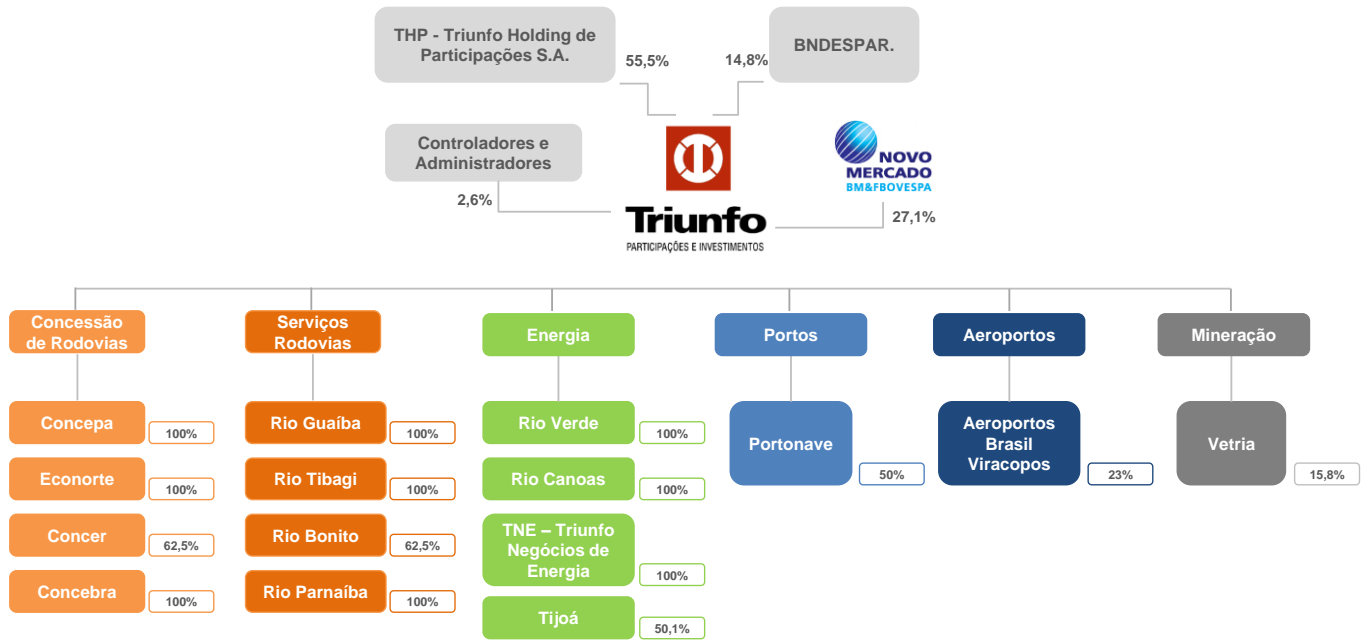 THP - Triunfo Holding de
Participações S.A.
55,5%
14,8%
BNDESPAR.
Controladores e
Administradores
2,6%
NOVO
MERCADO
BM&FBOVESPA
27,1%
Triunfo
PARTICIPAÇÕES E INVESTIMENTOS
Concessão
de Rodovias
Concepa
100%
Econorte
100%
Concer
62,5%
Concebra
100%
Serviços
Rodovias
Rio Guaíba
100%
Rio Tibagi
100%
Rio Bonito
62,5%
Rio Parnaíba
100%
Energia
Rio Verde
100%
Rio Canoas
100%
TNE – Triunfo
Negócios de
Energia
100%
Tijoá
50,1%
Portos
Portonave
50%
Aeroportos
Aeroportos
Brasil
Viracopos
23%
Mineração
Vetria
15,8%